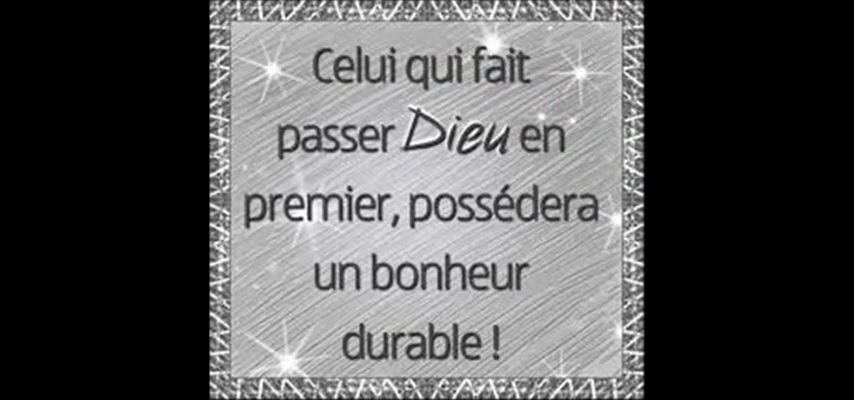 Celui qui fait
passer Dieu en
premier, possédera
un bonheur
durable !